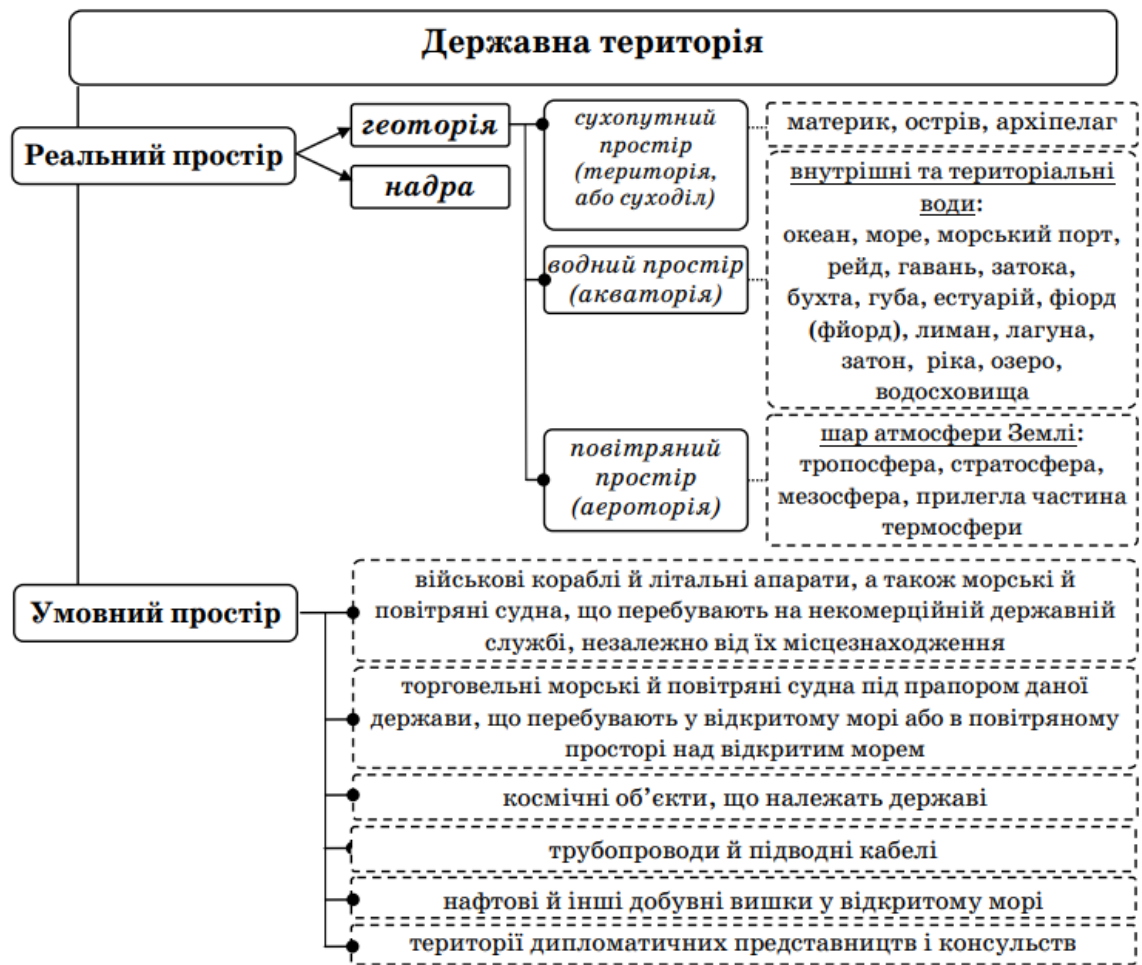 Державна територія
Реальний простір
геоторія
надра
сухопутний
простір
(територія,
або суходіл)
материк, острів, архіпелаг
водний простір
(акваторія)
внутрішні та територіальні
води:
океан, море, морський порт,
рейд, гавань, затока,
бухта, губа, естуарій, фіорд
(фйорд), лиман, лагуна,
затон, ріка, озеро,
водосховища
повітряний
простір
(аероторія)
шар атмосфери Землі:
тропосфера, стратосфера,
мезосфера, прилегла частина
термосфери
Умовний простір
військові кораблі й літальні апарати, а також морські й
повітряні судна, що перебувають на некомерційній державній
службі, незалежно від їх місцезнаходження
торговельні морські й повітряні судна під прапором даної
держави, що перебувають у відкритому морі або в повітряному
просторі над відкритим морем
космічні об’єкти, що належать державі
трубопроводи й підводні кабелі
нафтові й інші добувні вишки у відкритому морі
території дипломатичних представництв і консульств